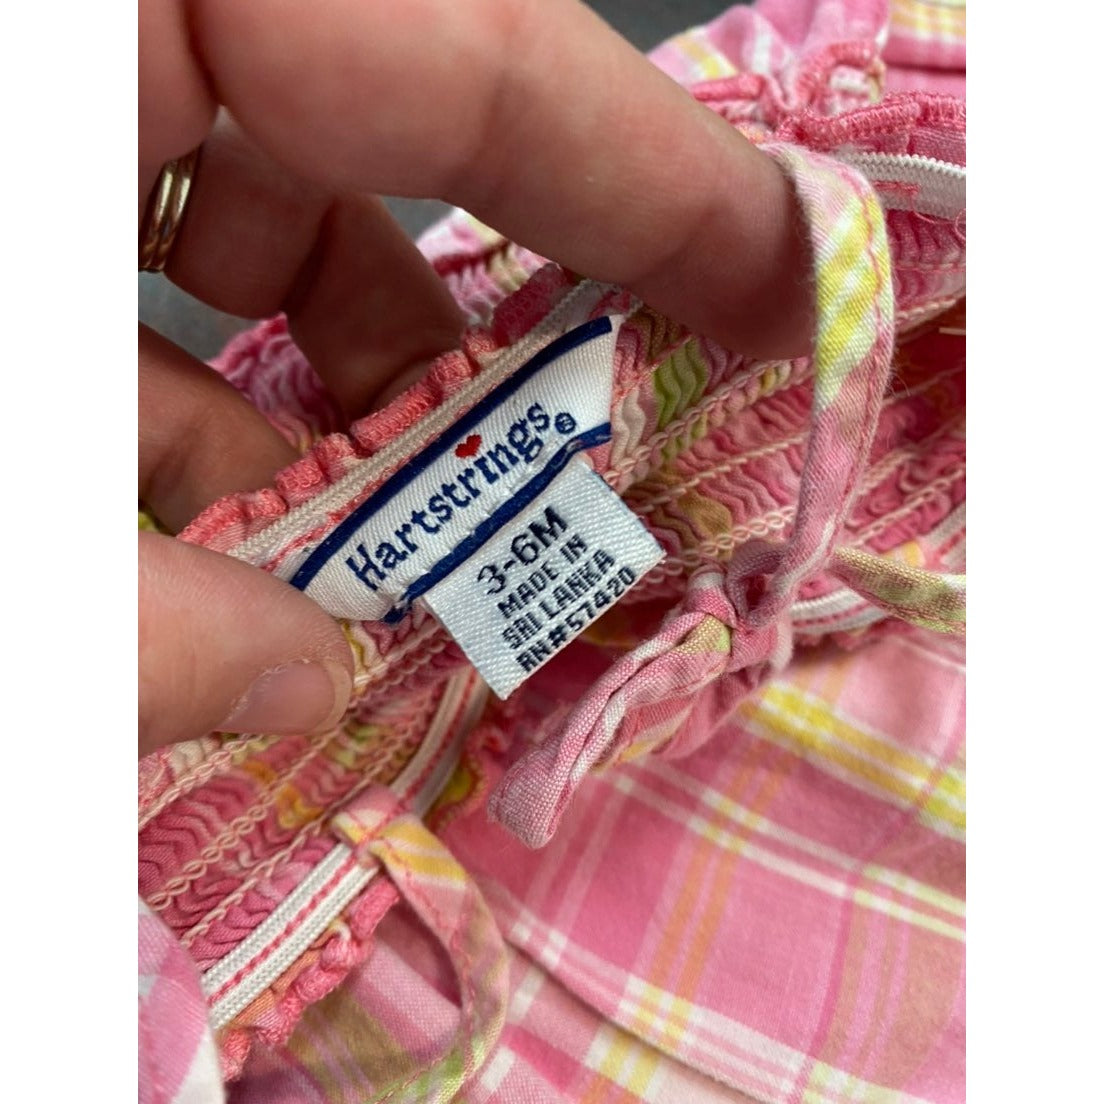 Hartstrings®
3-6M
MADE IN
SRI LANKA
RN#57420